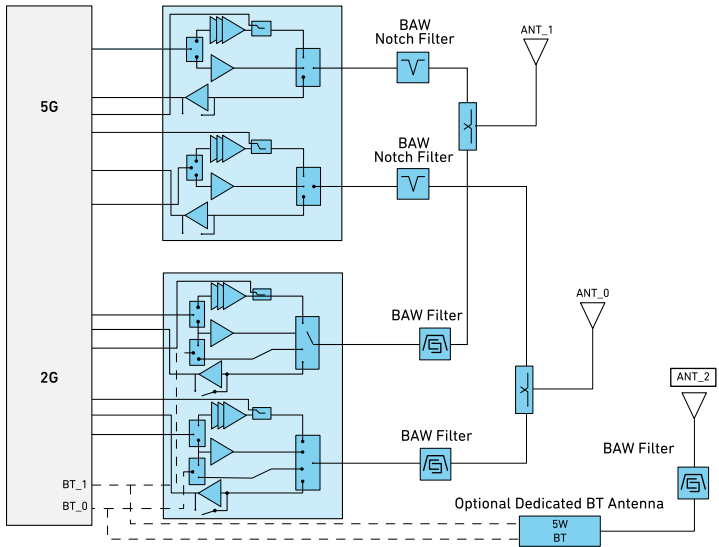 BAW
Notch Filter
ANT_1
5G
BAW
Notch Filter
ANT_0
BAW Filter
2G
ANT_2
BAW Filter
BAW Filter
BT_1
BT_0
Optional Dedicated BT Antenna
5W
BT